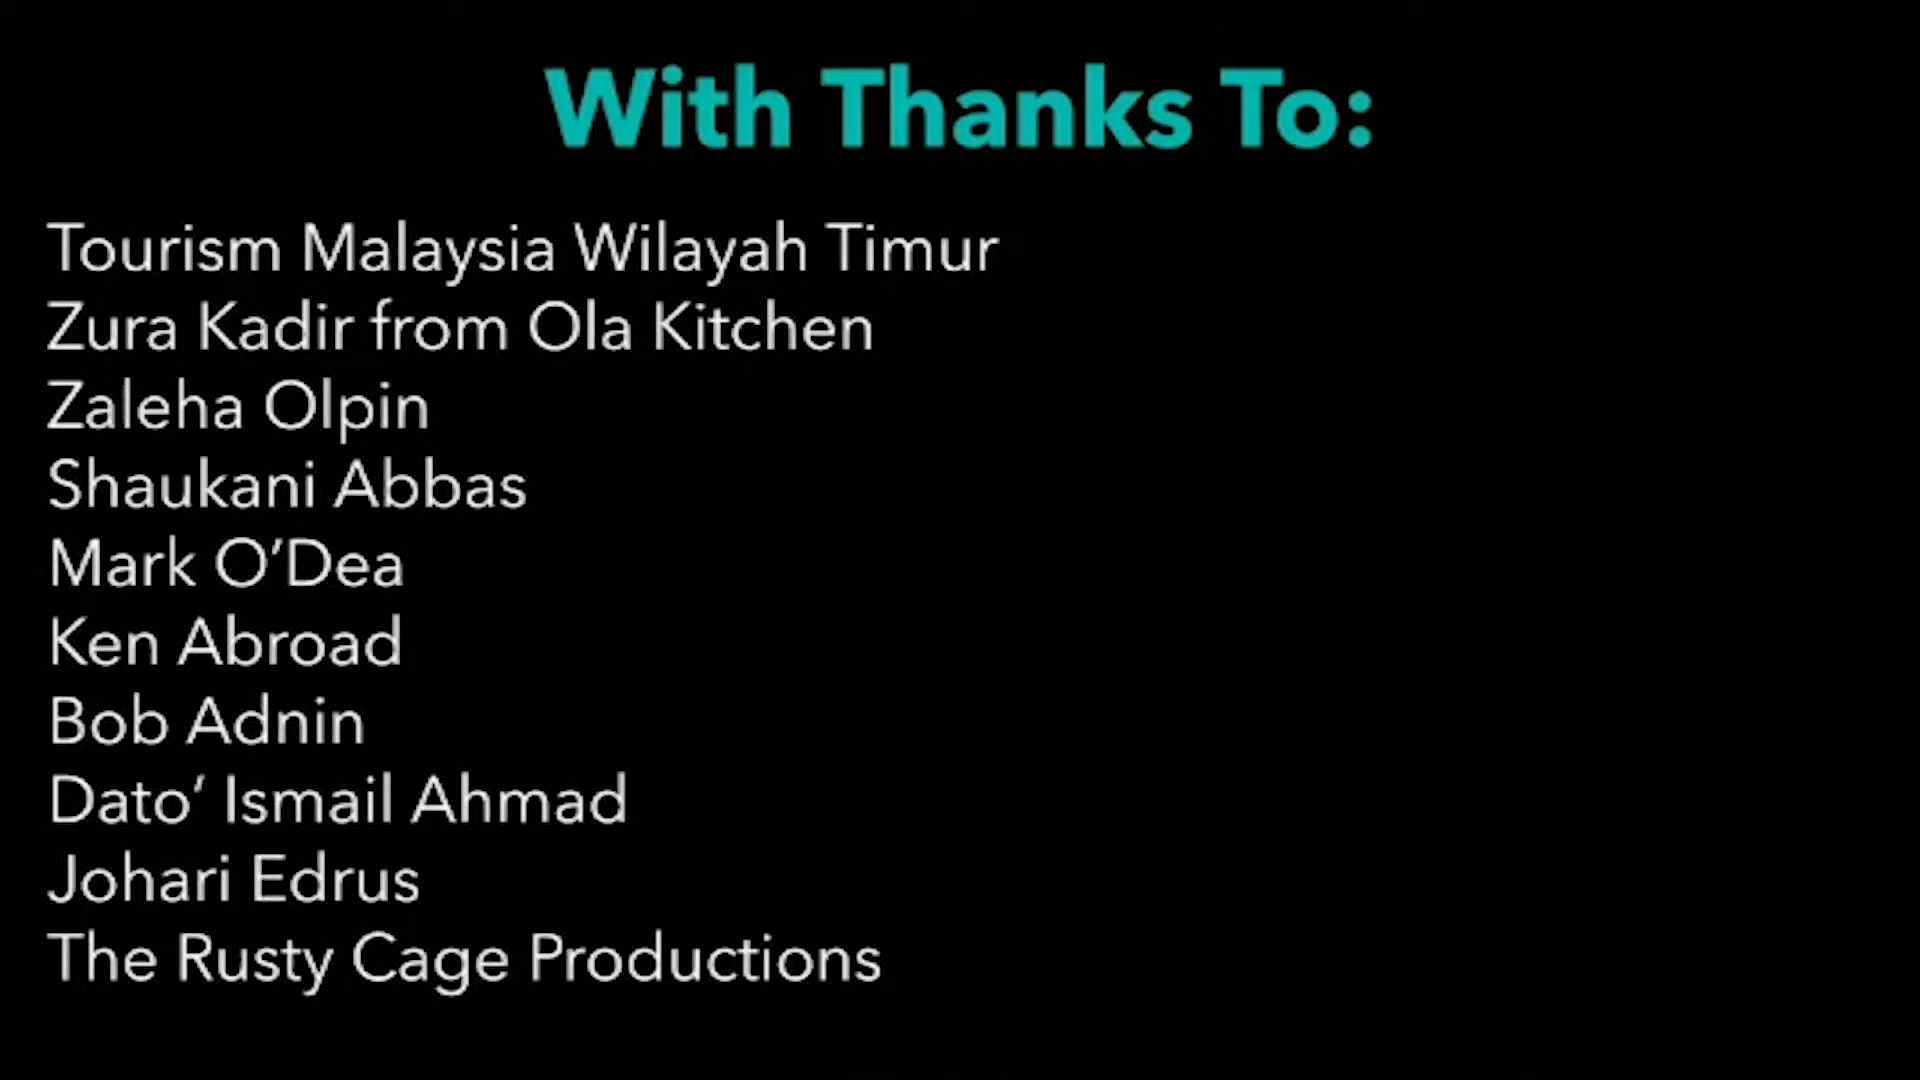 With Thanks To:
Tourism Malaysia Wilayah Timur
Zura Kadir from Ola Kitchen
Zaleha Olpin
Shaukani Abbas
Mark O’Dea
Ken Abroad
Bob Adnin
Dato‘ Ismail Ahmad
Johari Edrus
The Rusty Cage Productions